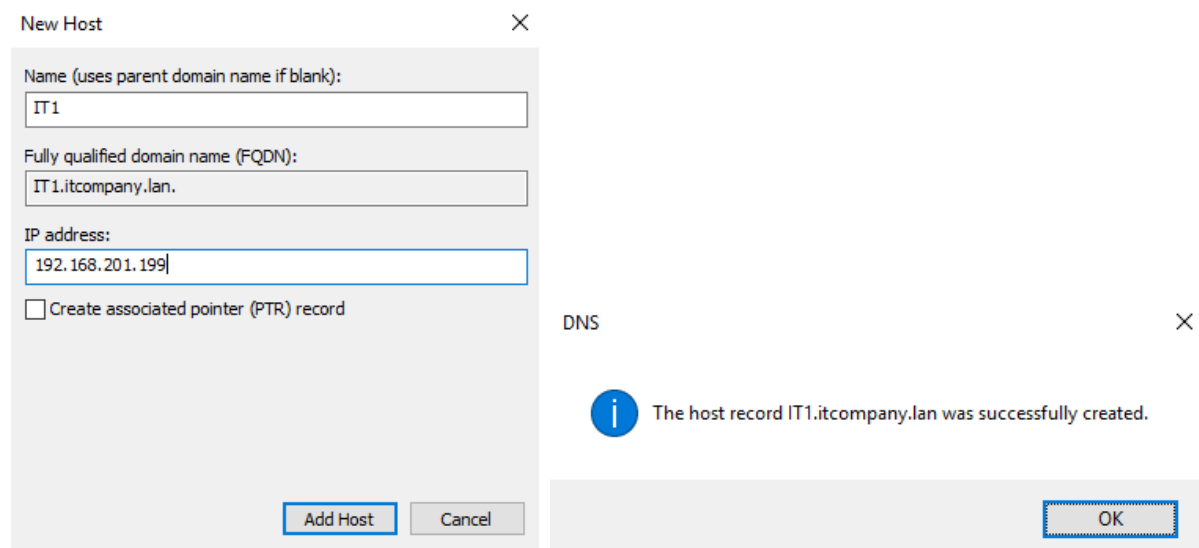 New Host
Name (uses parent domain name if blank):
IT1
Fully qualified domain name (FQDN):
IT1.itcompany.lan.
IP address:
192.168.201.199
Create associated pointer (PTR) record
Add Host
Cancel
DNS
The host record IT1.itcompany.lan was successfully created.
OK